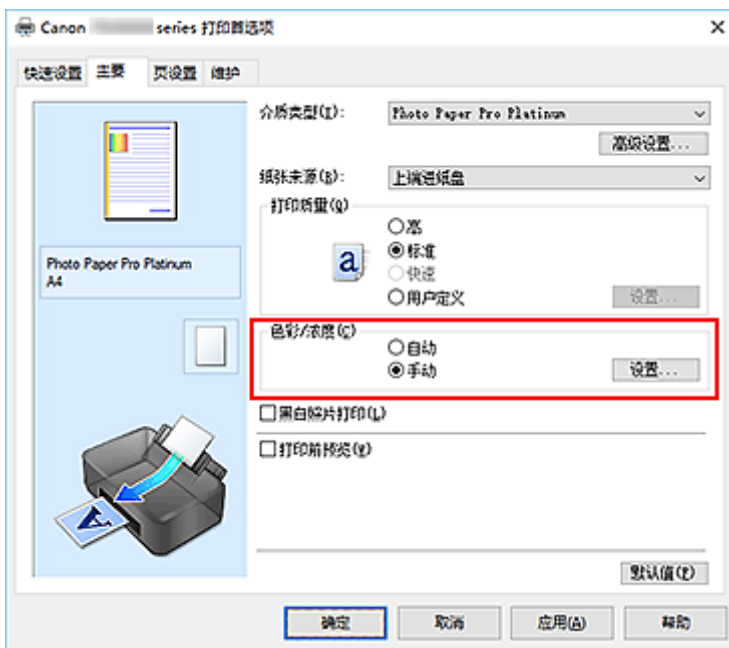 Canon series 打印首选项
快速设置 主要 页设置 维护
介质类型(I): Photo Paper Pro Platinum
高级设置...
纸张来源(B): 上端进纸盘
打印质量(Q)
高
标准
快速
用户定义 设置...
a
Photo Paper Pro Platinum
A4
色彩/浓度(C)
自动
手动 设置...
黑白照片打印(L)
打印前预览(V)
A
默认值(F)
确定 取消 应用(A) 帮助